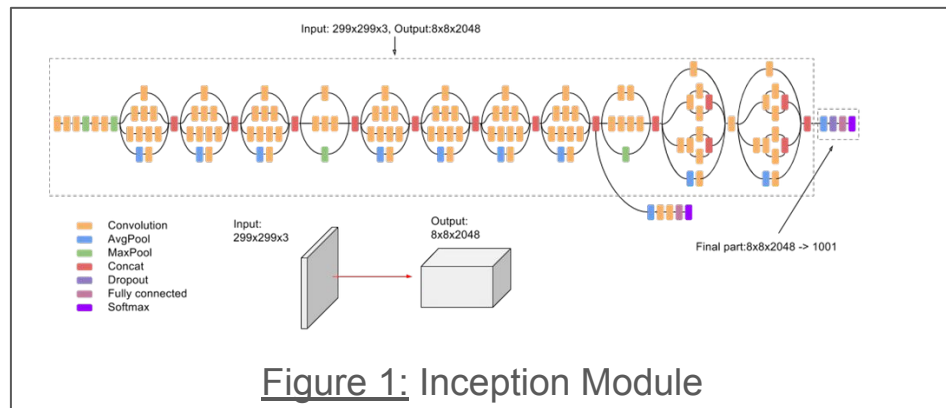 Input: 299x299x3, Output:8x8x2048
Input:
299x299x3
Output:
8x8x2048
Convolution
AvgPool
MaxPool
Concat
Dropout
Fully connected
Softmax
Final part:8x8x2048 -> 1001
Figure 1: Inception Module